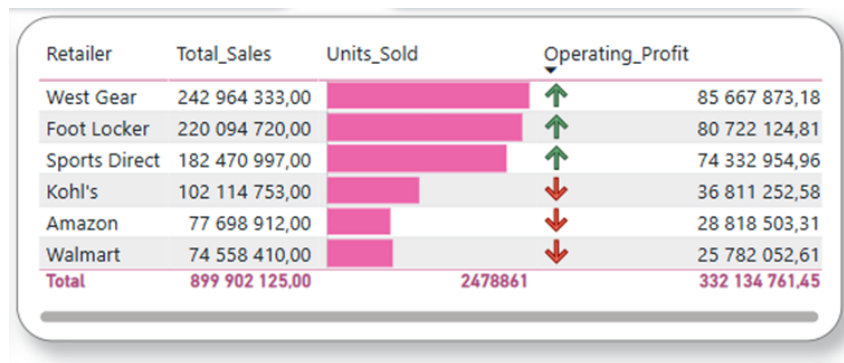 Retailer Total_Sales Units_Sold Operating_Profit
West Gear 242 964 333,00 85 667 873,18
Foot Locker 220 094 720,00 80 722 124,81
Sports Direct 182 470 997,00 74 332 954,96
Kohl's 102 114 753,00 36 811 252,58
Amazon 77 698 912,00 28 818 503,31
Walmart 74 558 410,00 25 782 052,61
Total 899 902 125,00 2478861 332 134 761,45